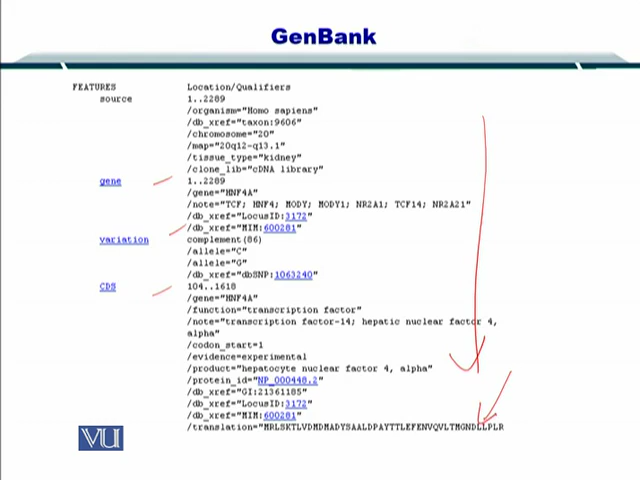 GenBank
FEATURES Location/Qualifiers
source 1..2289
/organism="Homo sapiens"
/db_xref="taxon:9606"
/chromosome="20"
/map="20q12-q13.1"
/tissue_type="kidney"
/clone_lib="cDNA library"
gene 1..2289
/gene="HNF4A"
/note="TCF; HNF4; MODY; MODY1; NR2A1; TCF14; NR2A21"
/db_xref="LocusID:3172"
/db_xref="MIM:600281"
variation complement(86)
/allele="C"
/allele="G"
/db_xref="dbSNP:1063240"
CDS 104..1618
/gene="HNF4A"
/function="transcription factor"
/note="transcription factor-14; hepatic nuclear factor 4,
alpha"
/codon_start=1
/evidence=experimental
/product="hepatocyte nuclear factor 4, alpha"
/protein_id="NP_000448.2"
/db_xref="GI:21361185"
/db_xref="LocusID:3172"
/db_xref="MIM:600281"
/translation="MRLSKTLVDMDMADYSAALDPAYTTLEFENVQVLTMGNDLLPLR
VU